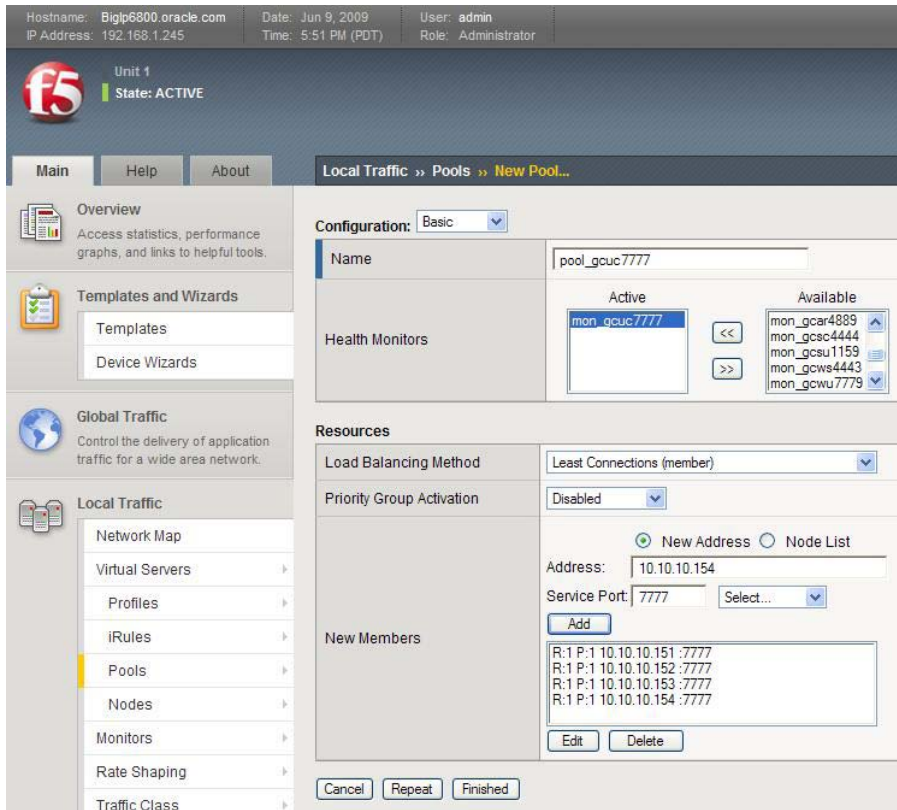 Hostname: BigIp6800.oracle.com Date: Jun 9, 2009 User: admin
IP Address: 192.168.1.245 Time: 5:51 PM (PDT) Role: Administrator
f5
Unit 1
State: ACTIVE
Main Help About
Local Traffic ›› Pools ›› New Pool...
Overview
Access statistics, performance
graphs, and links to helpful tools.
Templates and Wizards
Templates
Device Wizards
Global Traffic
Control the delivery of application
traffic for a wide area network.
Local Traffic
Network Map
Virtual Servers
Profiles
iRules
Pools
Nodes
Monitors
Rate Shaping
Traffic Class
Configuration: Basic
Name pool_gcuc7777
Health Monitors
Active
mon_gcuc7777
<<
>>
Available
mon_gcar4889
mon_gcsc4444
mon_gcsu1159
mon_gcws4443
mon_gcwu7779
Resources
Load Balancing Method Least Connections (member)
Priority Group Activation Disabled
New Members
New Address Node List
Address: 10.10.10.154
Service Port: 7777 Select...
Add
R:1 P:1 10.10.10.151 :7777
R:1 P:1 10.10.10.152 :7777
R:1 P:1 10.10.10.153 :7777
R:1 P:1 10.10.10.154 :7777
Edit Delete
Cancel Repeat Finished